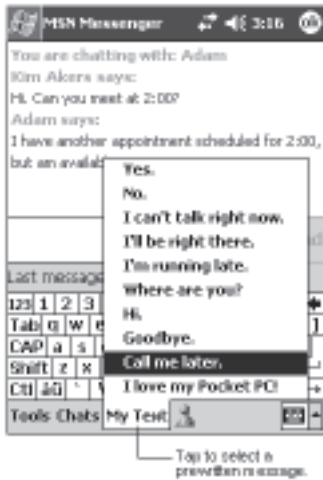 MSN Messenger 3:16 ok
You are chatting with: Adam
Kim Akers says:
Hi. Can you meet at 2:00?
Adam says:
I have another appointment scheduled for 2:00,
but am
Yes.
No.
I can't talk right now.
I'll be right there.
I'm running late.
Where are you?
Hi.
Goodbye.
Call me later.
I love my Pocket PC!
Last message
123 1 2 3
Tab q w e ]
CAP a s
Shift z x
Ctl áü `
Tools Chats My Text
Tap to select a
prewritten message.